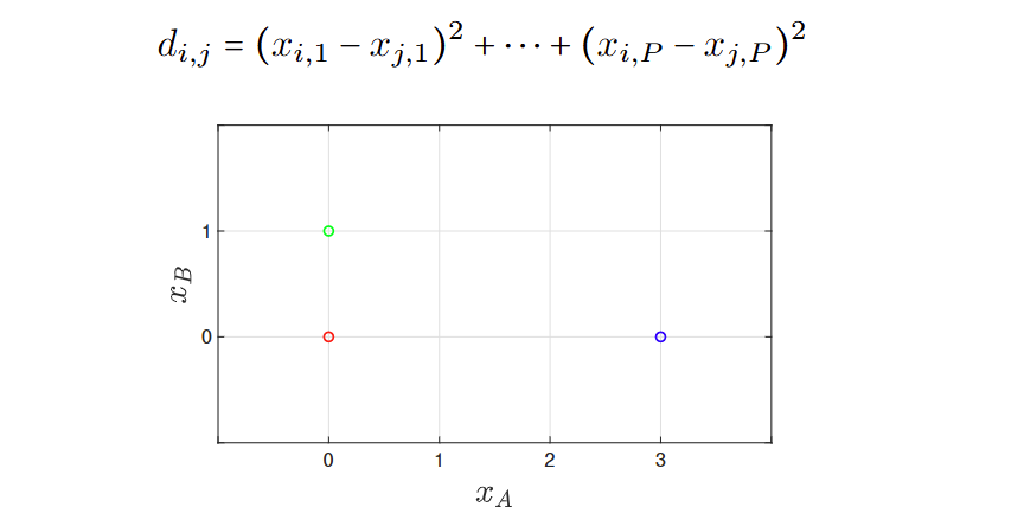 d_{i,j} = (x_{i,1} − x_{j,1})² + ⋯ + (x_{i,P} − x_{j,P})²
1
x_B
0
0 1 2 3
x_A